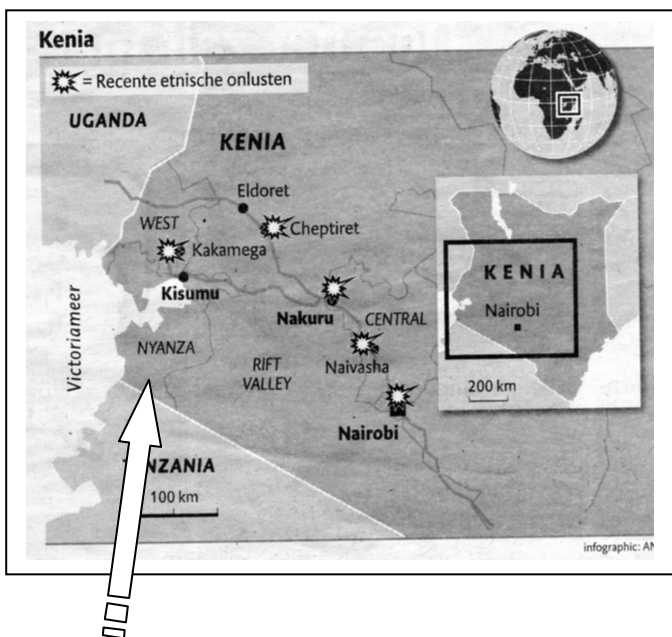 Kenia
= Recente etnische onlusten
UGANDA
KENIA
Eldoret
WEST
Cheptiret
Kakamega
Kisumu
Victoriameer
Nakuru
CENTRAL
NYANZA
RIFT
VALLEY
Naivasha
Nairobi
NZANIA
100 km
KENIA
Nairobi
200 km
infographic: